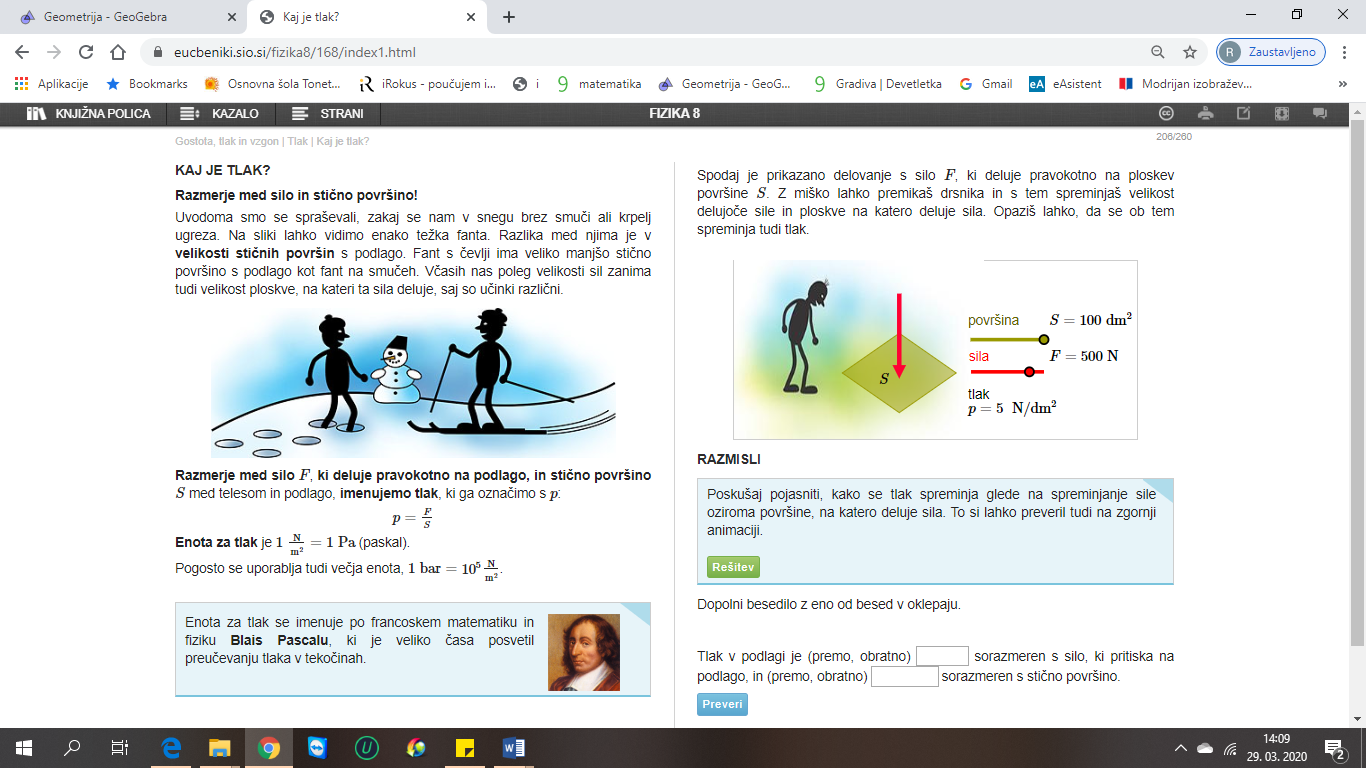 Geometrija - GeoGebra
Kaj je tlak?
eucbeniki.sio.si/fizika8/168/index1.html
R
Zaustavljeno
Aplikacije
Bookmarks
Osnovna šola Tonet...
iRokus - poučujem i...
i
matematika
Geometrija - GeoG...
Gradiva | Devetletka
Gmail
eA
eAsistent
Modrijan izobražev...
»
KNJIŽNA POLICA
KAZALO
STRANI
FIZIKA 8
Gostota, tlak in vzgon | Tlak | Kaj je tlak?
206/260
KAJ JE TLAK?
Razmerje med silo in stično površino!
Uvodoma smo se spraševali, zakaj se nam v snegu brez smuči ali krpelj
ugreza. Na sliki lahko vidimo enako težka fanta. Razlika med njima je v
velikosti stičnih površin s podlago. Fant s čevlji ima veliko manjšo stično
površino s podlago kot fant na smučeh. Včasih nas poleg velikosti sil zanima
tudi velikost ploskve, na kateri ta sila deluje, saj so učinki različni.
Razmerje med silo F, ki deluje pravokotno na podlago, in stično površino
S med telesom in podlago, imenujemo tlak, ki ga označimo s p:
p = F/S
Enota za tlak je 1 N/m² = 1 Pa (paskal).
Pogosto se uporablja tudi večja enota, 1 bar = 10⁵ N/m².
Enota za tlak se imenuje po francoskem matematiku in
fiziku Blais Pascalu, ki je veliko časa posvetil
preučevanju tlaka v tekočinah.
Spodaj je prikazano delovanje s silo F, ki deluje pravokotno na ploskev
površine S. Z miško lahko premikaš drsnika in s tem spreminjaš velikost
delujoče sile in ploskve na katero deluje sila. Opaziš lahko, da se ob tem
spreminja tudi tlak.
S
površina S = 100 dm²
sila F = 500 N
tlak
p = 5 N/dm²
RAZMISLI
Poskušaj pojasniti, kako se tlak spreminja glede na spreminjanje sile
oziroma površine, na katero deluje sila. To si lahko preveril tudi na zgornji
animaciji.
Rešitev
Dopolni besedilo z eno od besed v oklepaju.
Tlak v podlagi je (premo, obratno) sorazmeren s silo, ki pritiska na
podlago, in (premo, obratno) sorazmeren s stično površino.
Preveri
14:09
29. 03. 2020
2